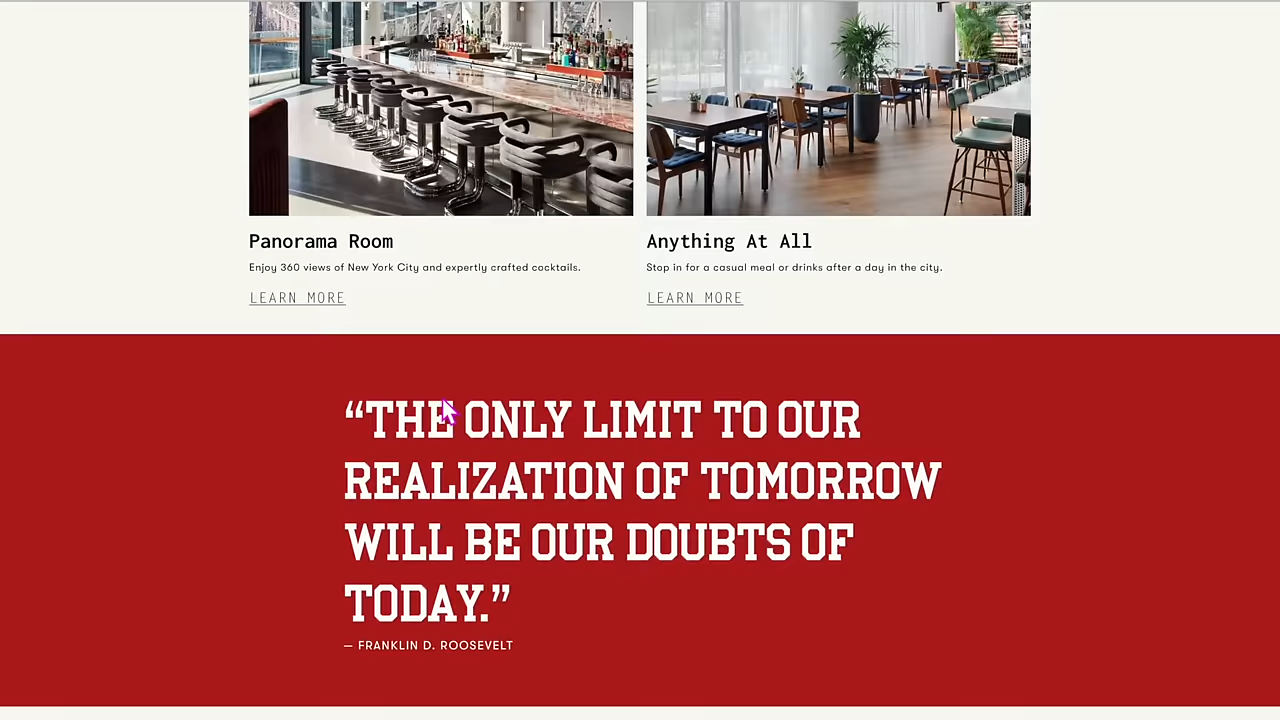 Panorama Room
Enjoy 360 views of New York City and expertly crafted cocktails.
LEARN MORE
Anything At All
Stop in for a casual meal or drinks after a day in the city.
LEARN MORE
“THE ONLY LIMIT TO OUR
REALIZATION OF TOMORROW
WILL BE OUR DOUBTS OF
TODAY.”
— FRANKLIN D. ROOSEVELT